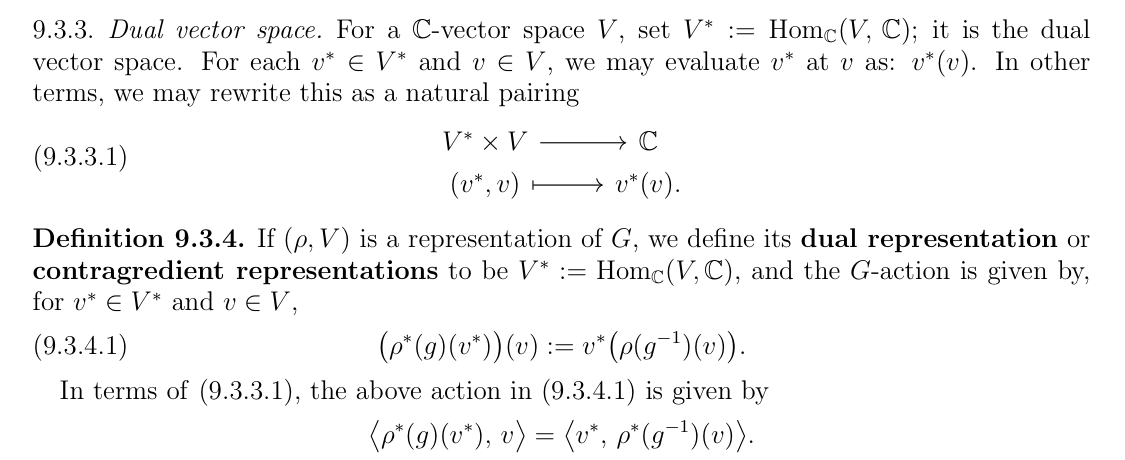 9.3.3. Dual vector space. For a ℂ-vector space V, set V* := Hom_ℂ(V, ℂ); it is the dual
vector space. For each v* ∈ V* and v ∈ V, we may evaluate v* at v as: v*(v). In other
terms, we may rewrite this as a natural pairing
(9.3.3.1) V* × V ⟶ ℂ
(v*, v) ⟼ v*(v).
Definition 9.3.4. If (ρ, V) is a representation of G, we define its dual representation or
contragredient representations to be V* := Hom_ℂ(V, ℂ), and the G-action is given by,
for v* ∈ V* and v ∈ V,
(9.3.4.1) (ρ*(g)(v*))(v) := v*(ρ(g⁻¹)(v)).
In terms of (9.3.3.1), the above action in (9.3.4.1) is given by
⟨ρ*(g)(v*), v⟩ = ⟨v*, ρ*(g⁻¹)(v)⟩.